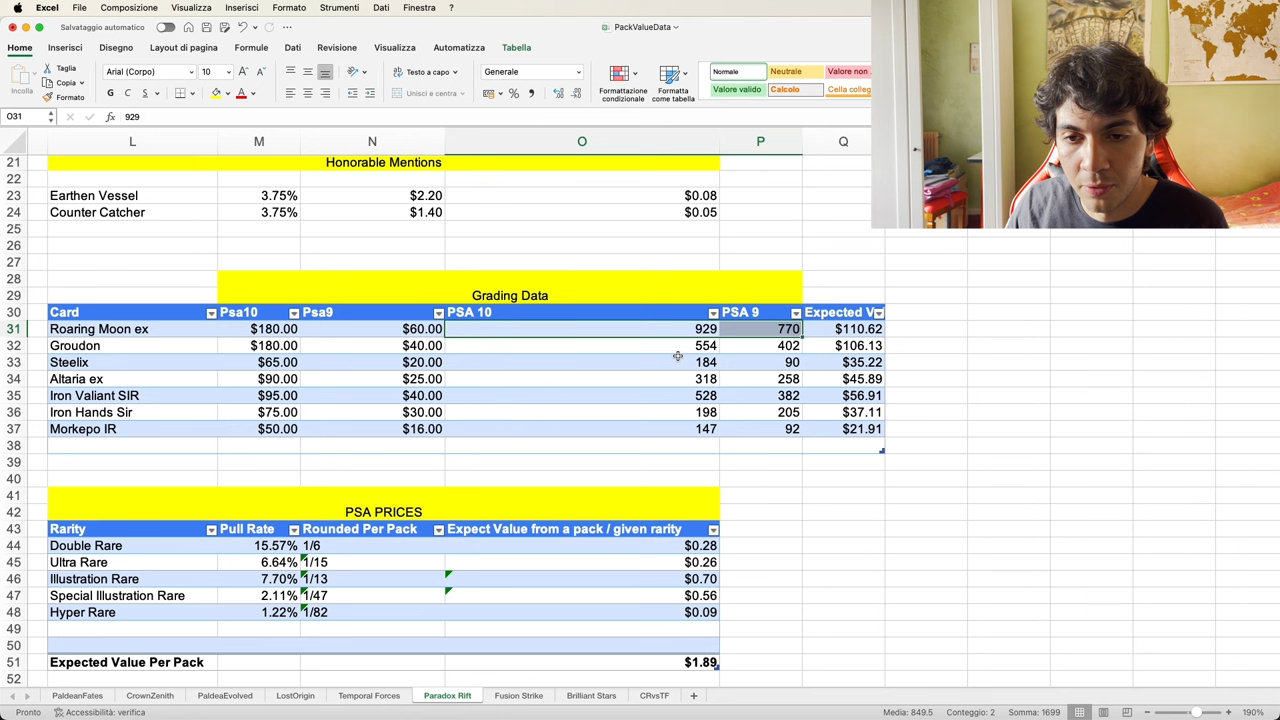 Excel File Modifica Visualizza Inserisci Formato Strumenti Dati Finestra ?
Salvataggio automatico PackValueData
Home Inserisci Disegno Layout di pagina Formule Dati Revisione Visualizza Automatizza Tabella
Incolla Taglia Copia Formato Arial (Corpo) 10 A A G C S A Testo a capo Unisci e centra Generale % Formattazione condizionale Formatta come tabella Normale Neutrale Valore non Valore valido Calcolo Cella colleg
O31 fx 929
L M N O P Q
21 Honorable Mentions
22
23 Earthen Vessel 3.75% $2.20 $0.08
24 Counter Catcher 3.75% $1.40 $0.05
25
26
27
28
29 Grading Data
30 Card Psa10 Psa9 PSA 10 PSA 9 Expected V
31 Roaring Moon ex $180.00 $60.00 929 770 $110.62
32 Groudon $180.00 $40.00 554 402 $106.13
33 Steelix $65.00 $20.00 184 90 $35.22
34 Altaria ex $90.00 $25.00 318 258 $45.89
35 Iron Valiant SIR $95.00 $40.00 528 382 $56.91
36 Iron Hands Sir $75.00 $30.00 198 205 $37.11
37 Morkepo IR $50.00 $16.00 147 92 $21.91
38
39
40
41
42 PSA PRICES
43 Rarity Pull Rate Rounded Per Pack Expect Value from a pack / given rarity
44 Double Rare 15.57% 1/6 $0.28
45 Ultra Rare 6.64% 1/15 $0.26
46 Illustration Rare 7.70% 1/13 $0.70
47 Special Illustration Rare 2.11% 1/47 $0.56
48 Hyper Rare 1.22% 1/82 $0.09
49
50
51 Expected Value Per Pack $1.89
52
PaldeanFates CrownZenith PaldeaEvolved LostOrigin Temporal Forces Paradox Rift Fusion Strike Brilliant Stars CRvsTF +
Pronto Accessibilità: verifica Media: 849.5 Conteggio: 2 Somma: 1699 190%